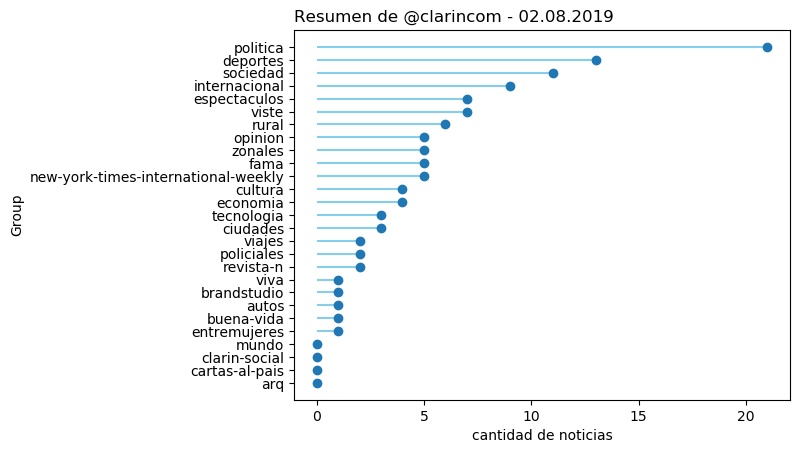 Resumen de @clarincom - 02.08.2019
politica
deportes
sociedad
internacional
espectaculos
viste
rural
opinion
zonales
fama
new-york-times-international-weekly
cultura
economia
tecnologia
ciudades
viajes
policiales
revista-n
viva
brandstudio
autos
buena-vida
entremujeres
mundo
clarin-social
cartas-al-pais
arq
Group
0 5 10 15 20
cantidad de noticias